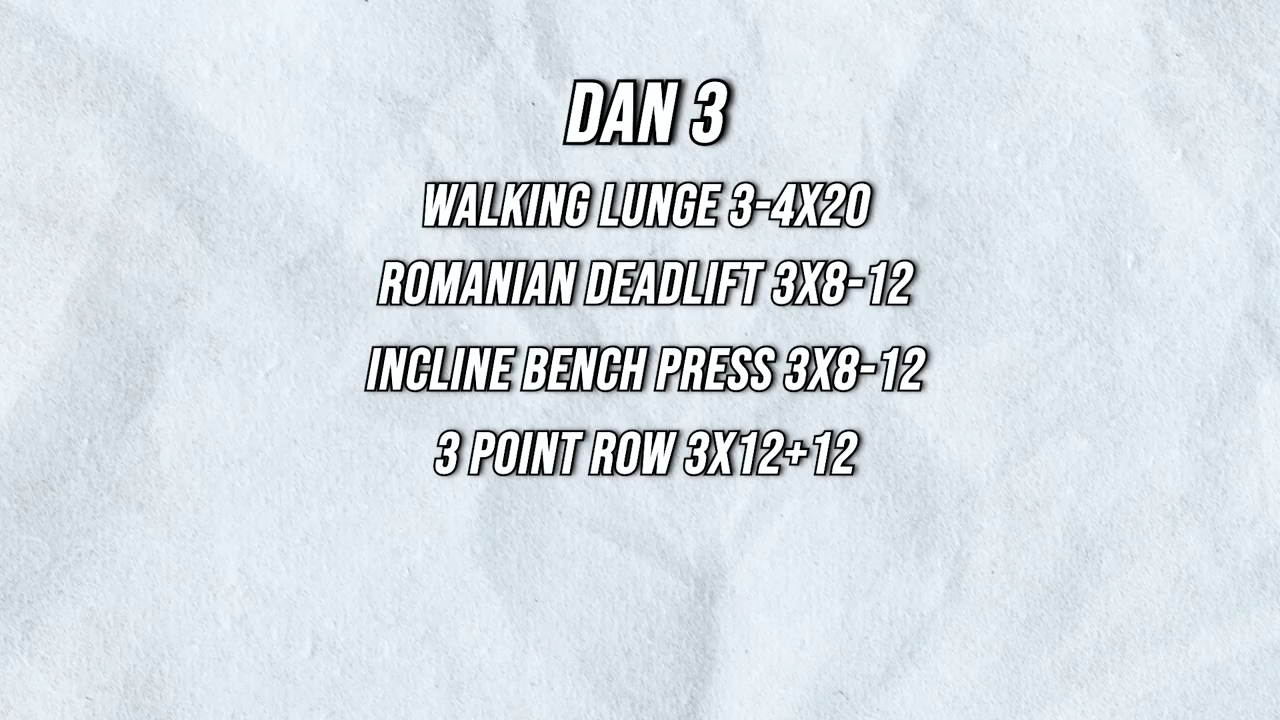 DAN 3
WALKING LUNGE 3-4X20
ROMANIAN DEADLIFT 3X8-12
INCLINE BENCH PRESS 3X8-12
3 POINT ROW 3X12+12